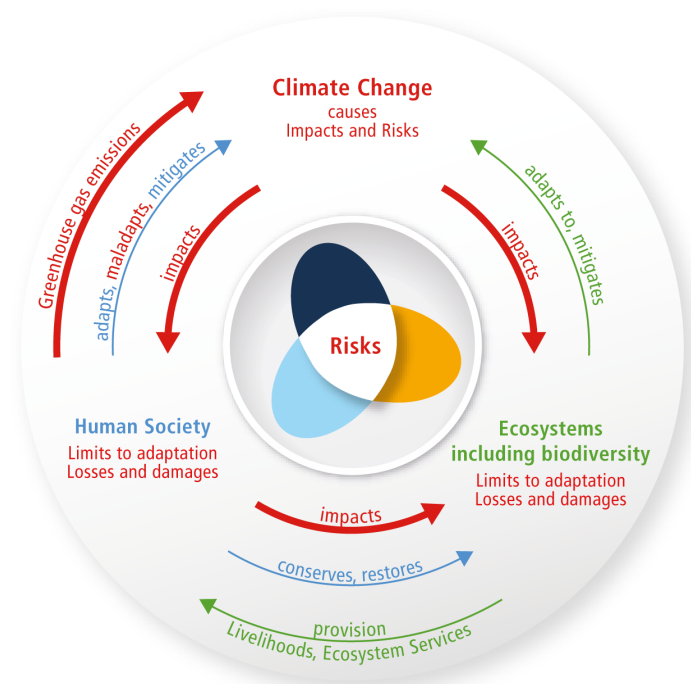 Climate Change
causes
Impacts and Risks
Greenhouse gas emissions
adapts, maladapts, mitigates
impacts
impacts
adapts to, mitigates
Risks
Human Society
Limits to adaptation
Losses and damages
Ecosystems
including biodiversity
Limits to adaptation
Losses and damages
impacts
conserves, restores
provision
Livelihoods, Ecosystem Services